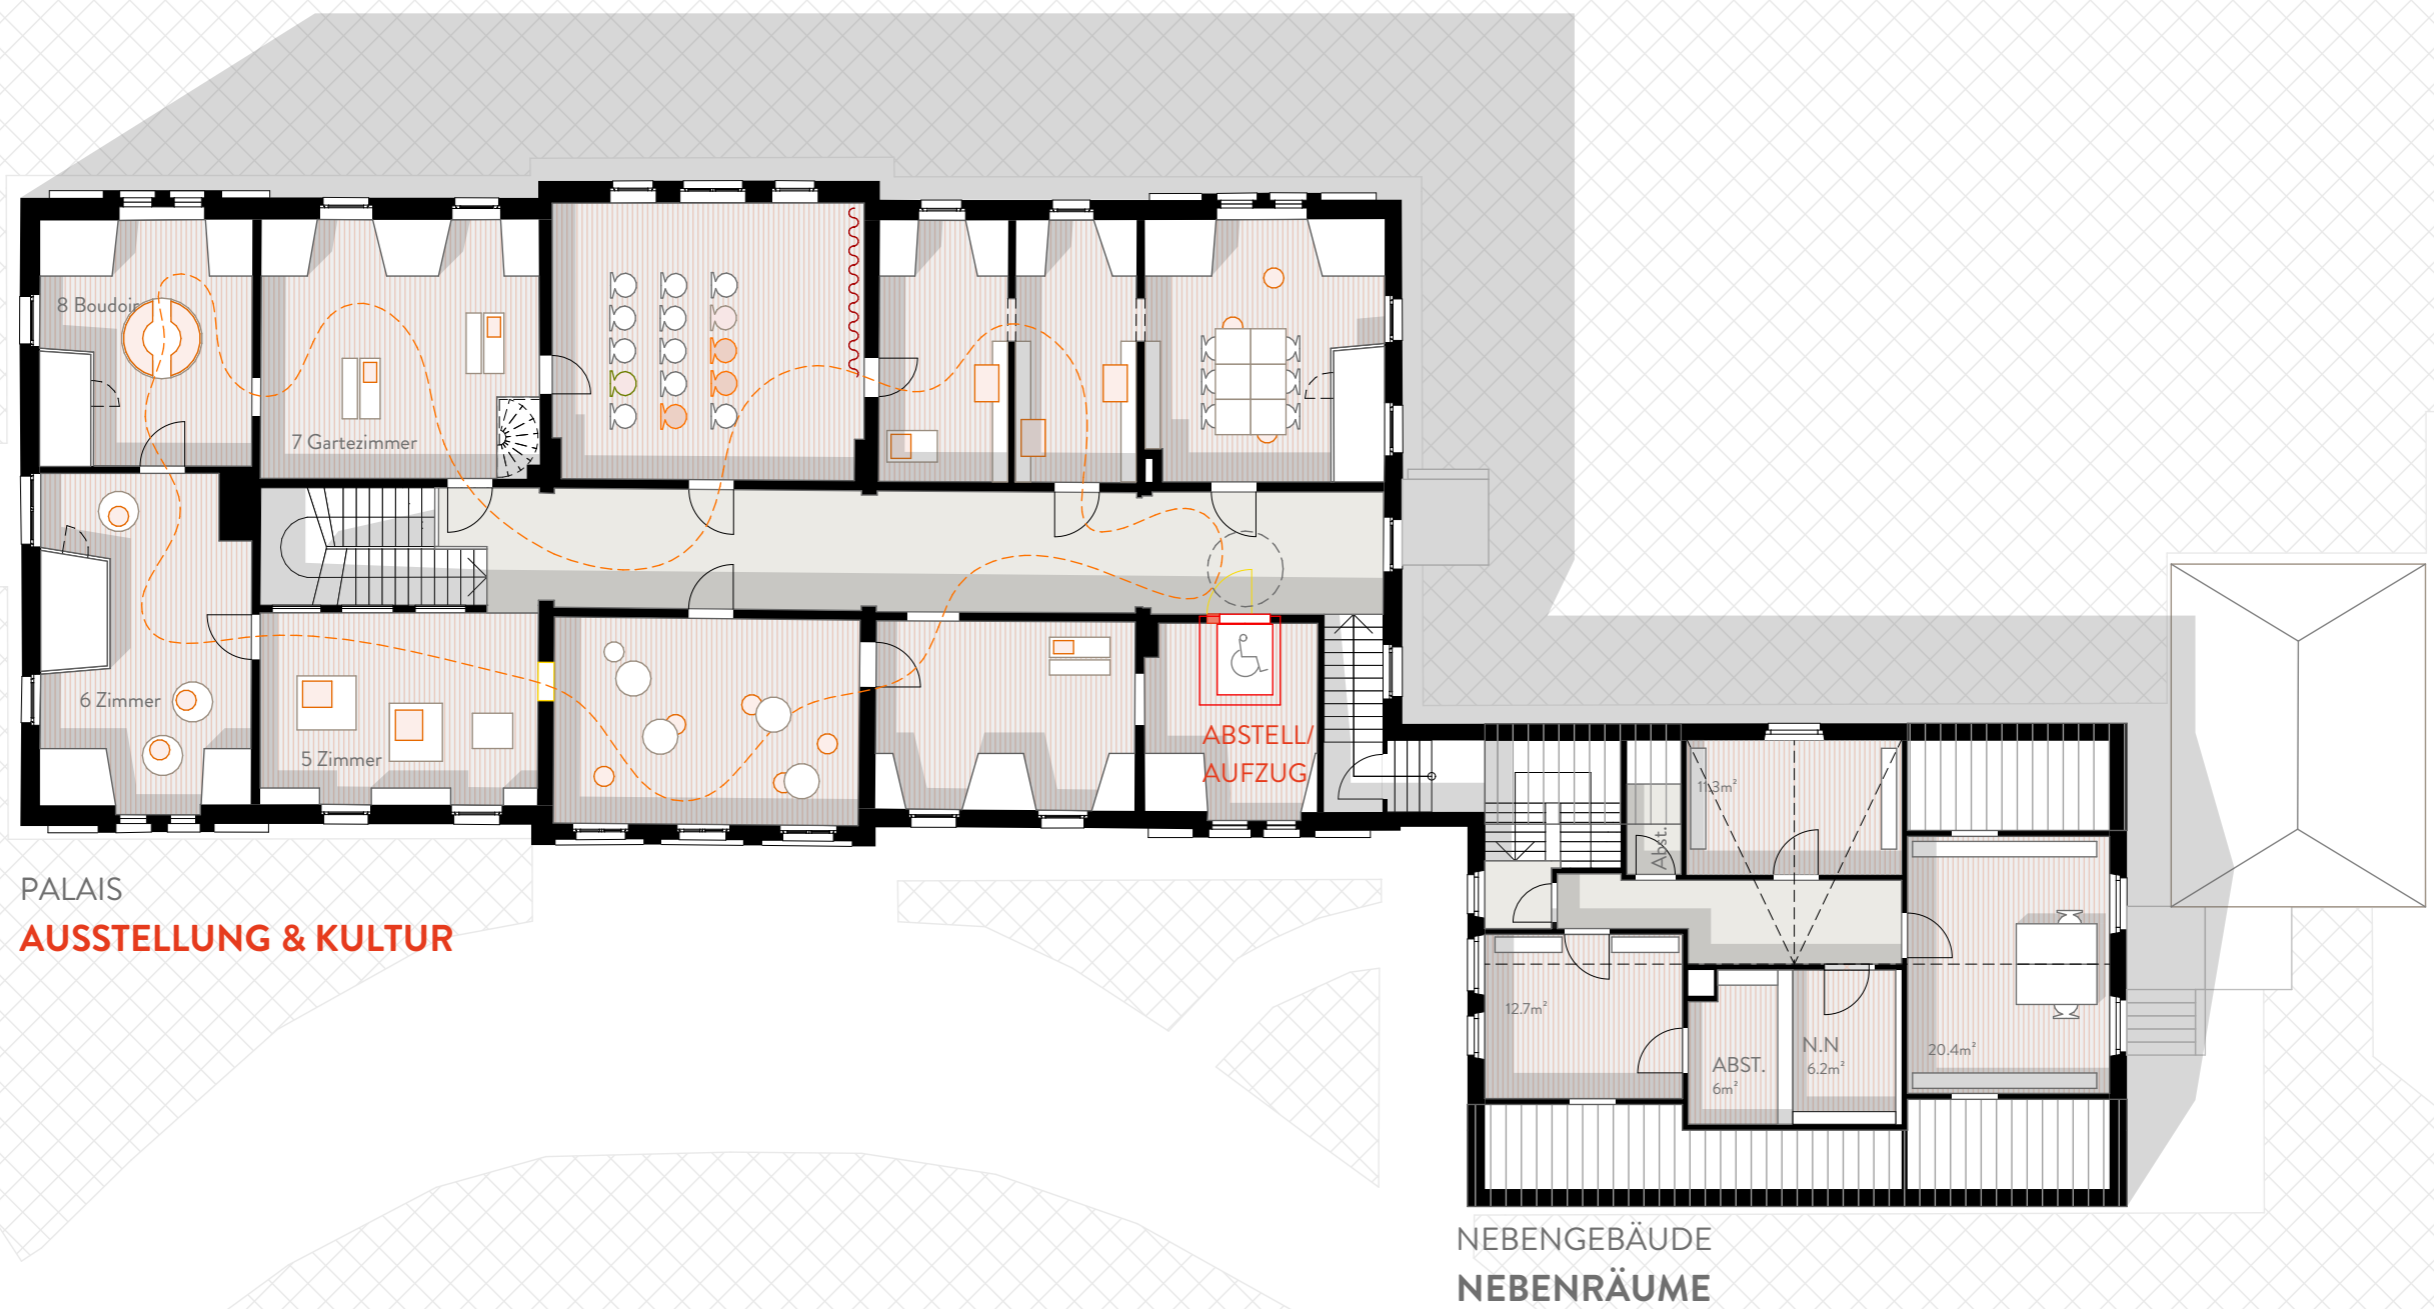 8 Boudoir
7 Gartezimmer
6 Zimmer
5 Zimmer
ABSTELL/
AUFZUG
PALAIS
AUSSTELLUNG & KULTUR
11.3m²
Abst.
12.7m²
ABST.
6m²
N.N
6.2m²
20.4m²
NEBENGEBÄUDE
NEBENRÄUME